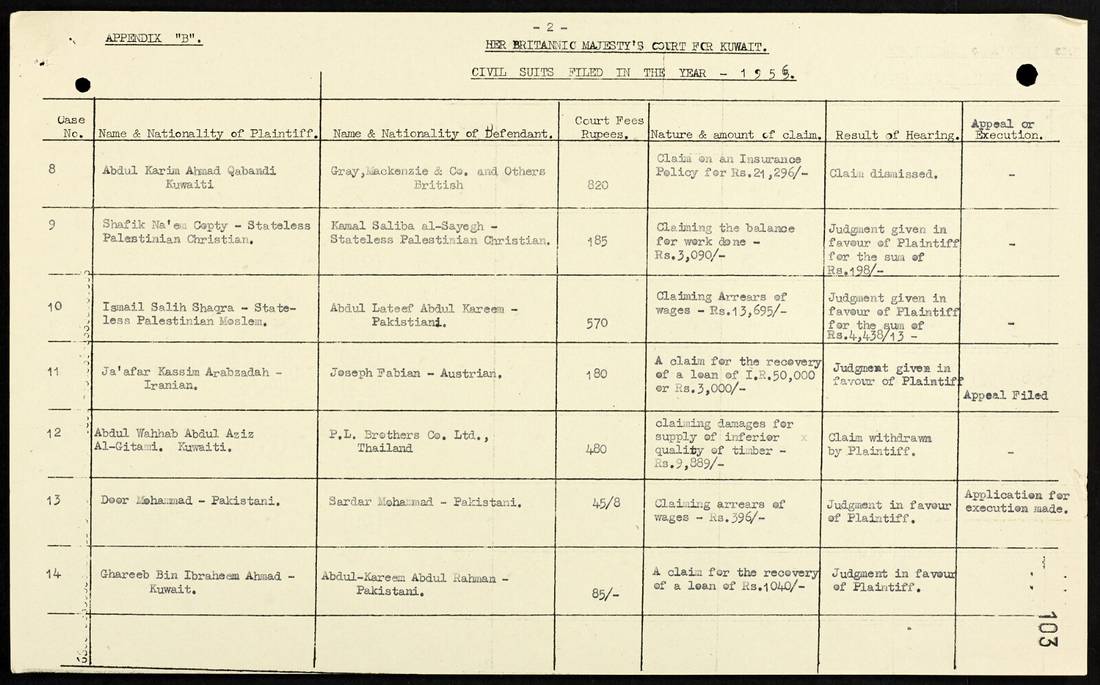 - 2 -
APPENDIX "B".
HER BRITANNIC MAJESTY'S COURT FOR KUWAIT.
CIVIL SUITS FILED IN THE YEAR - 1956.
Case No. Name & Nationality of Plaintiff. Name & Nationality of Defendant. Court Fees Rupees. Nature & amount of claim. Result of Hearing. Appeal or Execution.
8 Abdul Karim Ahmad Qabandi Gray,Mackenzie & Co. and Others 820 Claim on an Insurance Claim dismissed. -
Kuwaiti British Policy for Rs.21,296/-
9 Shafik Na'em Copty - Stateless Kamal Saliba al-Sayegh - 185 Claiming the balance Judgment given in -
Palestinian Christian. Stateless Palestinian Christian. for work done - favour of Plaintiff
Rs.3,090/- for the sum of
Rs.198/-
10 Ismail Salih Shaqra - State- Abdul Lateef Abdul Kareem - 570 Claiming Arrears of Judgment given in -
less Palestinian Moslem. Pakistiani. wages - Rs.13,695/- favour of Plaintiff
for the sum of
Rs.4,438/13 -
11 Ja'afar Kassim Arabzadah - Joseph Fabian - Austrian. 180 A claim for the recovery Judgment given in
Iranian. of a loan of I.R.50,000 favour of Plaintiff
or Rs.3,000/- Appeal Filed
12 Abdul Wahhab Abdul Aziz P.L. Brothers Co. Ltd., 480 claiming damages for Claim withdrawn -
Al-Gitami. Kuwaiti. Thailand supply of inferior x by Plaintiff.
quality of timber -
Rs.9,889/-
13 Door Mohammad - Pakistani. Sardar Mohammad - Pakistani. 45/8 Claiming arrears of Judgment in favour Application for
wages - Rs.396/- of Plaintiff. execution made.
14 Ghareeb Bin Ibraheem Ahmad - Abdul-Kareem Abdul Rahman - 85/- A claim for the recovery Judgment in favour
Kuwait. Pakistani. of a loan of Rs.1040/- of Plaintiff.
103